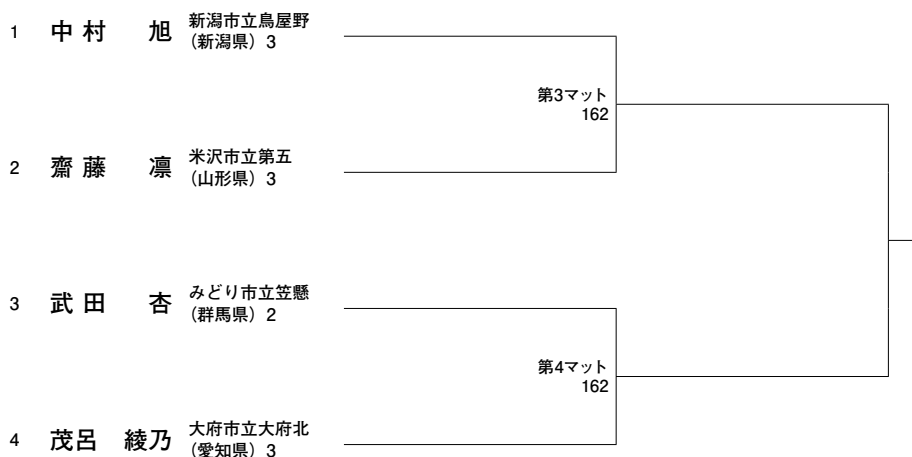 1 中村 旭 新潟市立鳥屋野
(新潟県) 3
第3マット
162
2 齋藤 凛 米沢市立第五
(山形県) 3
3 武田 杏 みどり市立笠懸
(群馬県) 2
第4マット
162
4 茂呂 綾乃 大府市立大府北
(愛知県) 3